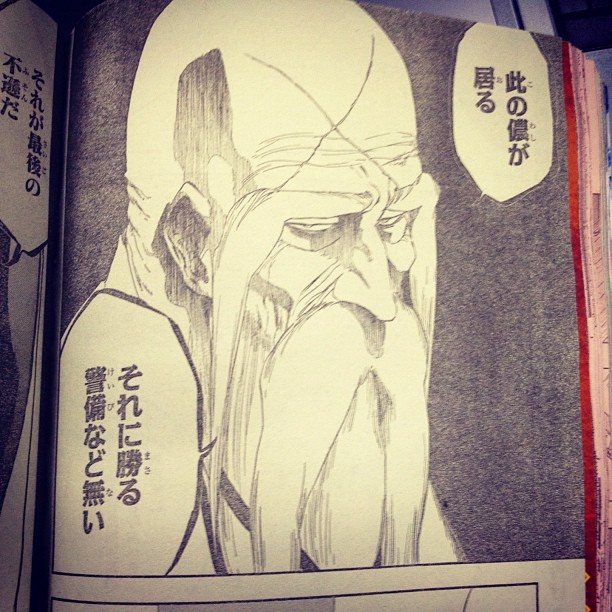 此の儂が
居る
それに勝る
警備など無い
それが最後の
不遜だ